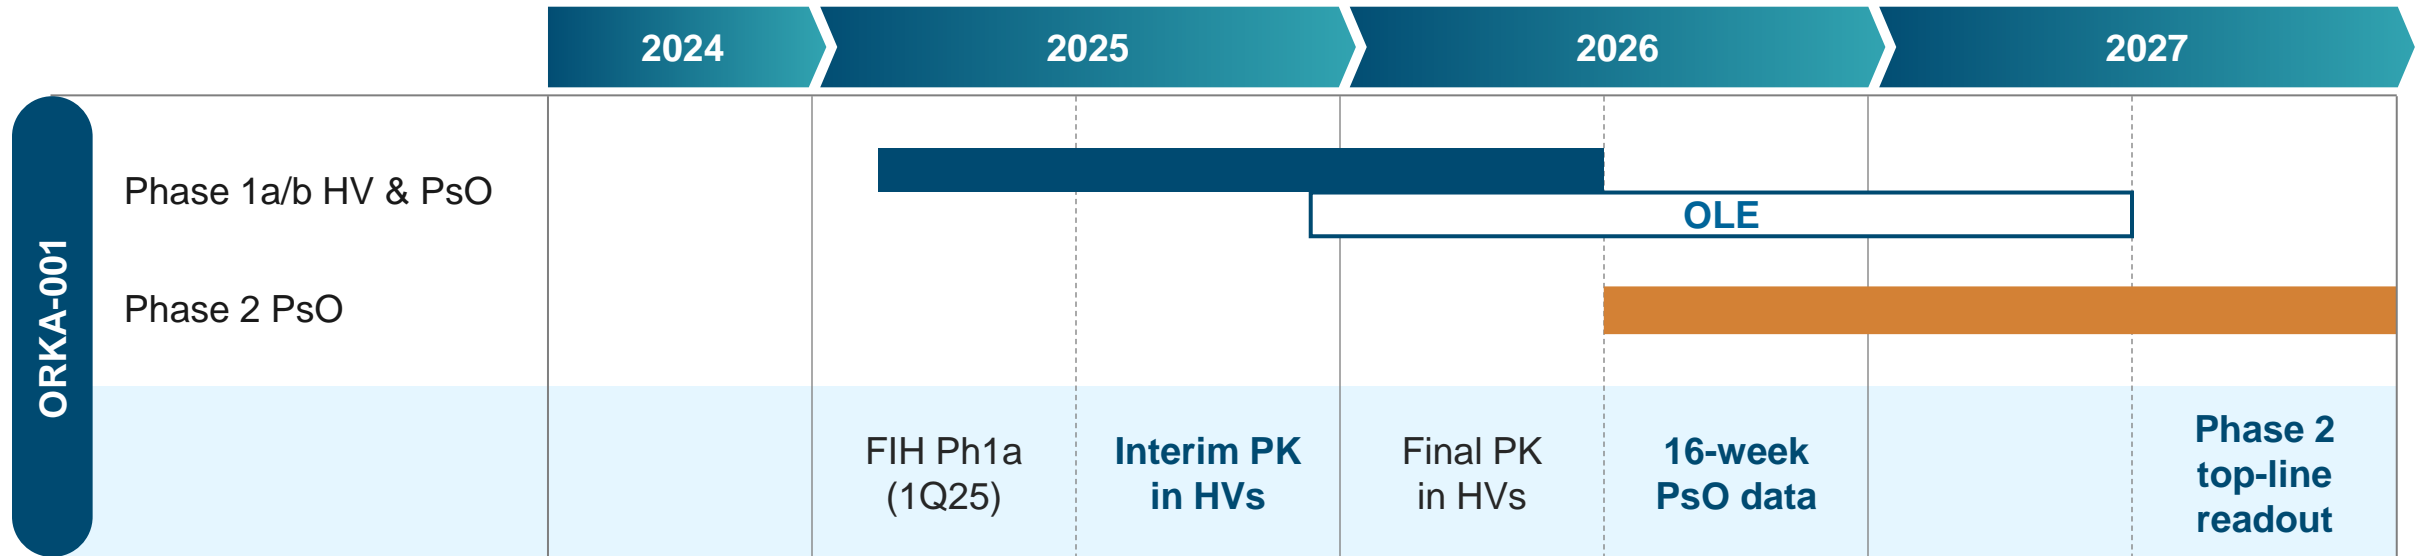 2024
2025
2026
2027
ORKA-001
Phase 1a/b HV & PsO
OLE
Phase 2 PsO
FIH Ph1a
(1Q25)
Interim PK
in HVs
Final PK
in HVs
16-week
PsO data
Phase 2
top-line
readout